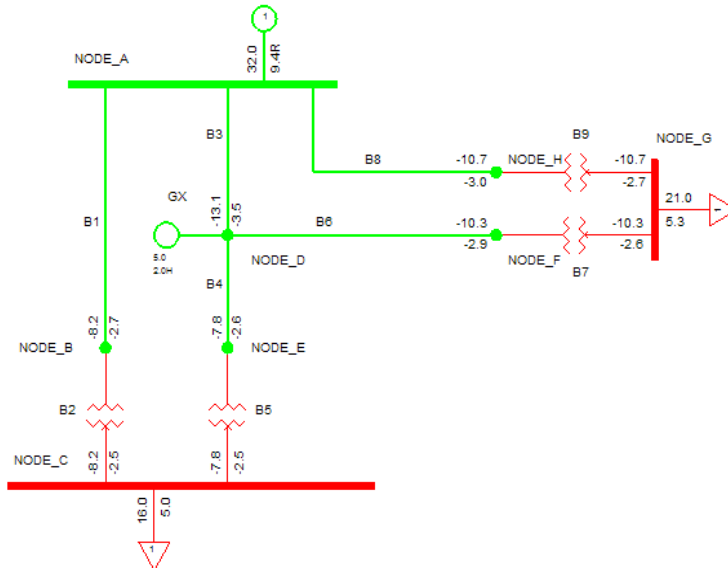 1
32.0
9.4R
NODE_A
B9
NODE_G
B3
B8
-10.7
NODE_H
-10.7
-3.0
-2.7
GX
-13.1
-3.5
21.0
5.3
1
B1
B6
-10.3
-10.3
-2.9
NODE_F
-2.6
5.0
2.0H
NODE_D
B7
B4
-8.2
-2.7
-7.8
-2.6
NODE_B
NODE_E
B2
B5
NODE_C
-8.2
-2.5
-7.8
-2.5
16.0
5.0
1